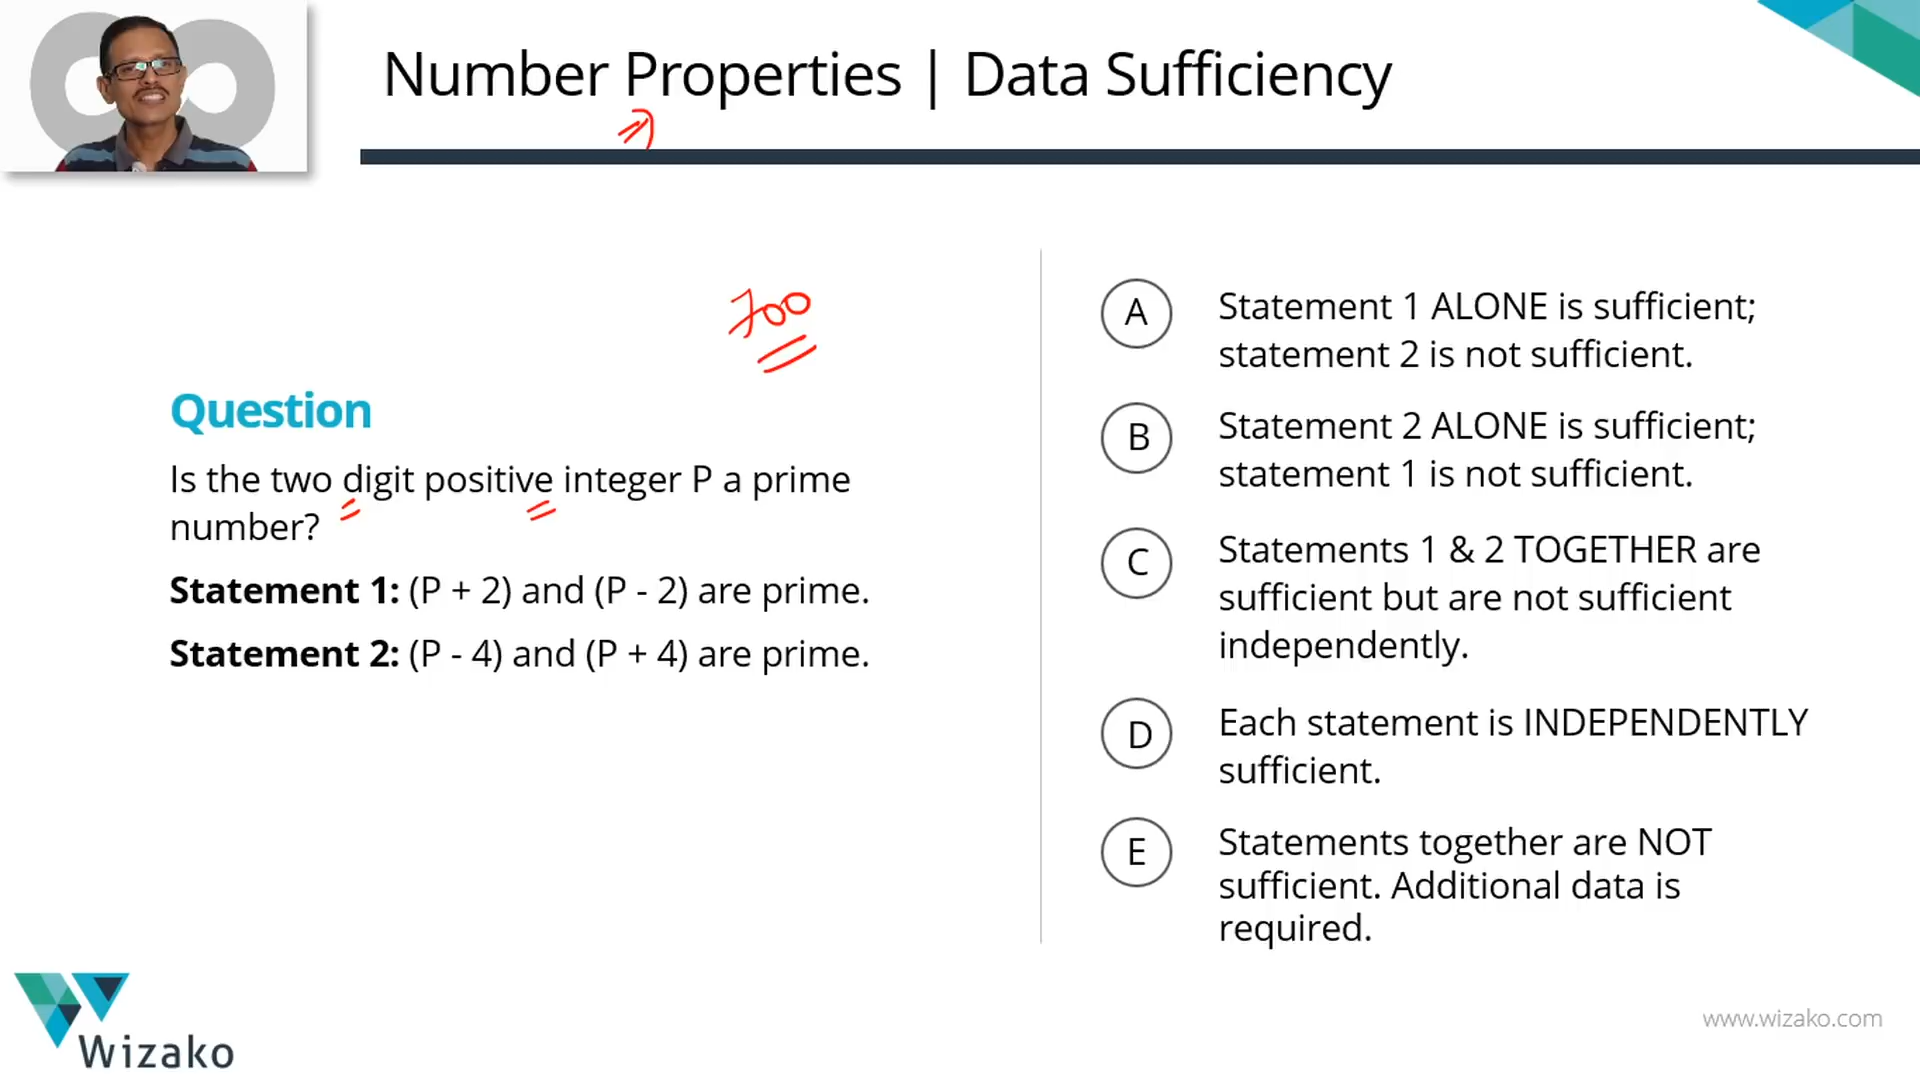 Number Properties | Data Sufficiency
700
Question
Is the two digit positive integer P a prime
number?
Statement 1: (P + 2) and (P - 2) are prime.
Statement 2: (P - 4) and (P + 4) are prime.
A Statement 1 ALONE is sufficient;
statement 2 is not sufficient.
B Statement 2 ALONE is sufficient;
statement 1 is not sufficient.
C Statements 1 & 2 TOGETHER are
sufficient but are not sufficient
independently.
D Each statement is INDEPENDENTLY
sufficient.
E Statements together are NOT
sufficient. Additional data is
required.
Wizako
www.wizako.com